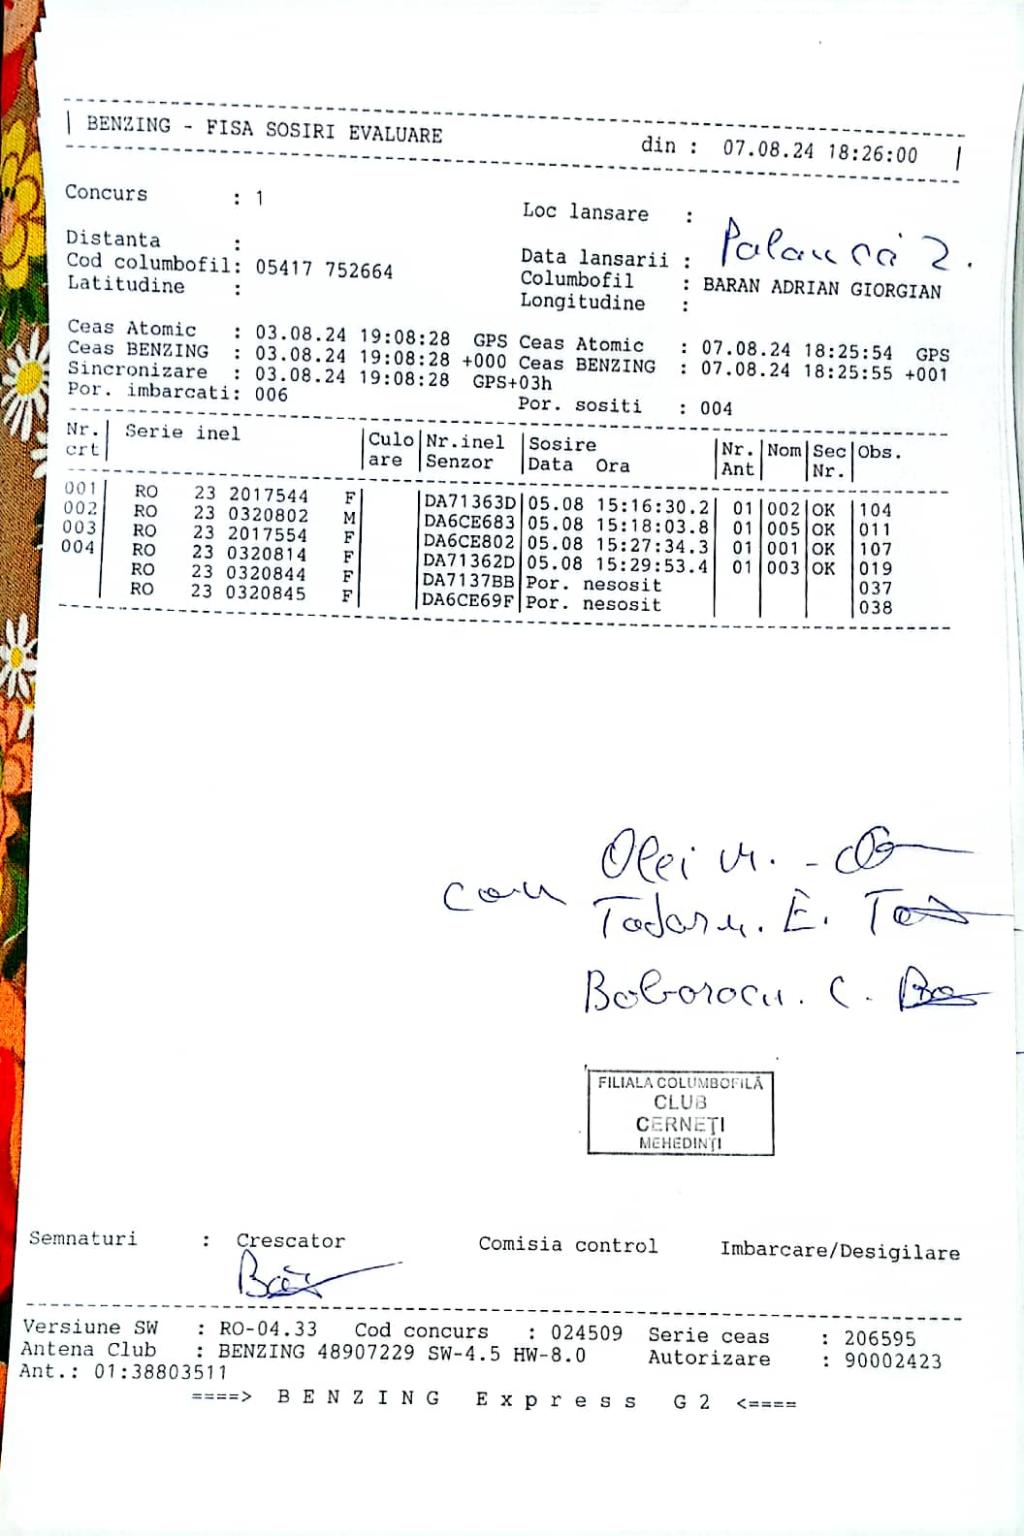 BENZING - FISA SOSIRI EVALUARE din : 07.08.24 18:26:00
Concurs : 1 Loc lansare : Palanca 2.
Distanta : Data lansarii :
Cod columbofil: 05417 752664 Columbofil : BARAN ADRIAN GIORGIAN
Latitudine : Longitudine :
Ceas Atomic : 03.08.24 19:08:28 GPS Ceas Atomic : 07.08.24 18:25:54 GPS
Ceas BENZING : 03.08.24 19:08:28 +000 Ceas BENZING : 07.08.24 18:25:55 +001
Sincronizare : 03.08.24 19:08:28 GPS+03h
Por. imbarcati: 006 Por. sositi : 004
Nr. Serie inel Culo Nr.inel Sosire Nr. Nom Sec Obs.
crt are Senzor Data Ora Ant Nr.
001 RO 23 2017544 F DA71363D 05.08 15:16:30.2 01 002 OK 104
002 RO 23 0320802 M DA6CE683 05.08 15:18:03.8 01 005 OK 011
003 RO 23 2017554 F DA6CE802 05.08 15:27:34.3 01 001 OK 107
004 RO 23 0320814 F DA71362D 05.08 15:29:53.4 01 003 OK 019
RO 23 0320844 F DA7137BB Por. nesosit 037
RO 23 0320845 F DA6CE69F Por. nesosit 038
Olei M. -
Todor
E.
C.
FILIALA COLUMBOFILĂ
CLUB
CERNEȚI
MEHEDINȚI
Semnaturi : Crescator Comisia control Imbarcare/Desigilare
Versiune SW : RO-04.33 Cod concurs : 024509 Serie ceas : 206595
Antena Club : BENZING 48907229 SW-4.5 HW-8.0 Autorizare : 90002423
Ant.: 01:38803511
====> B E N Z I N G E x p r e s s G 2 <====